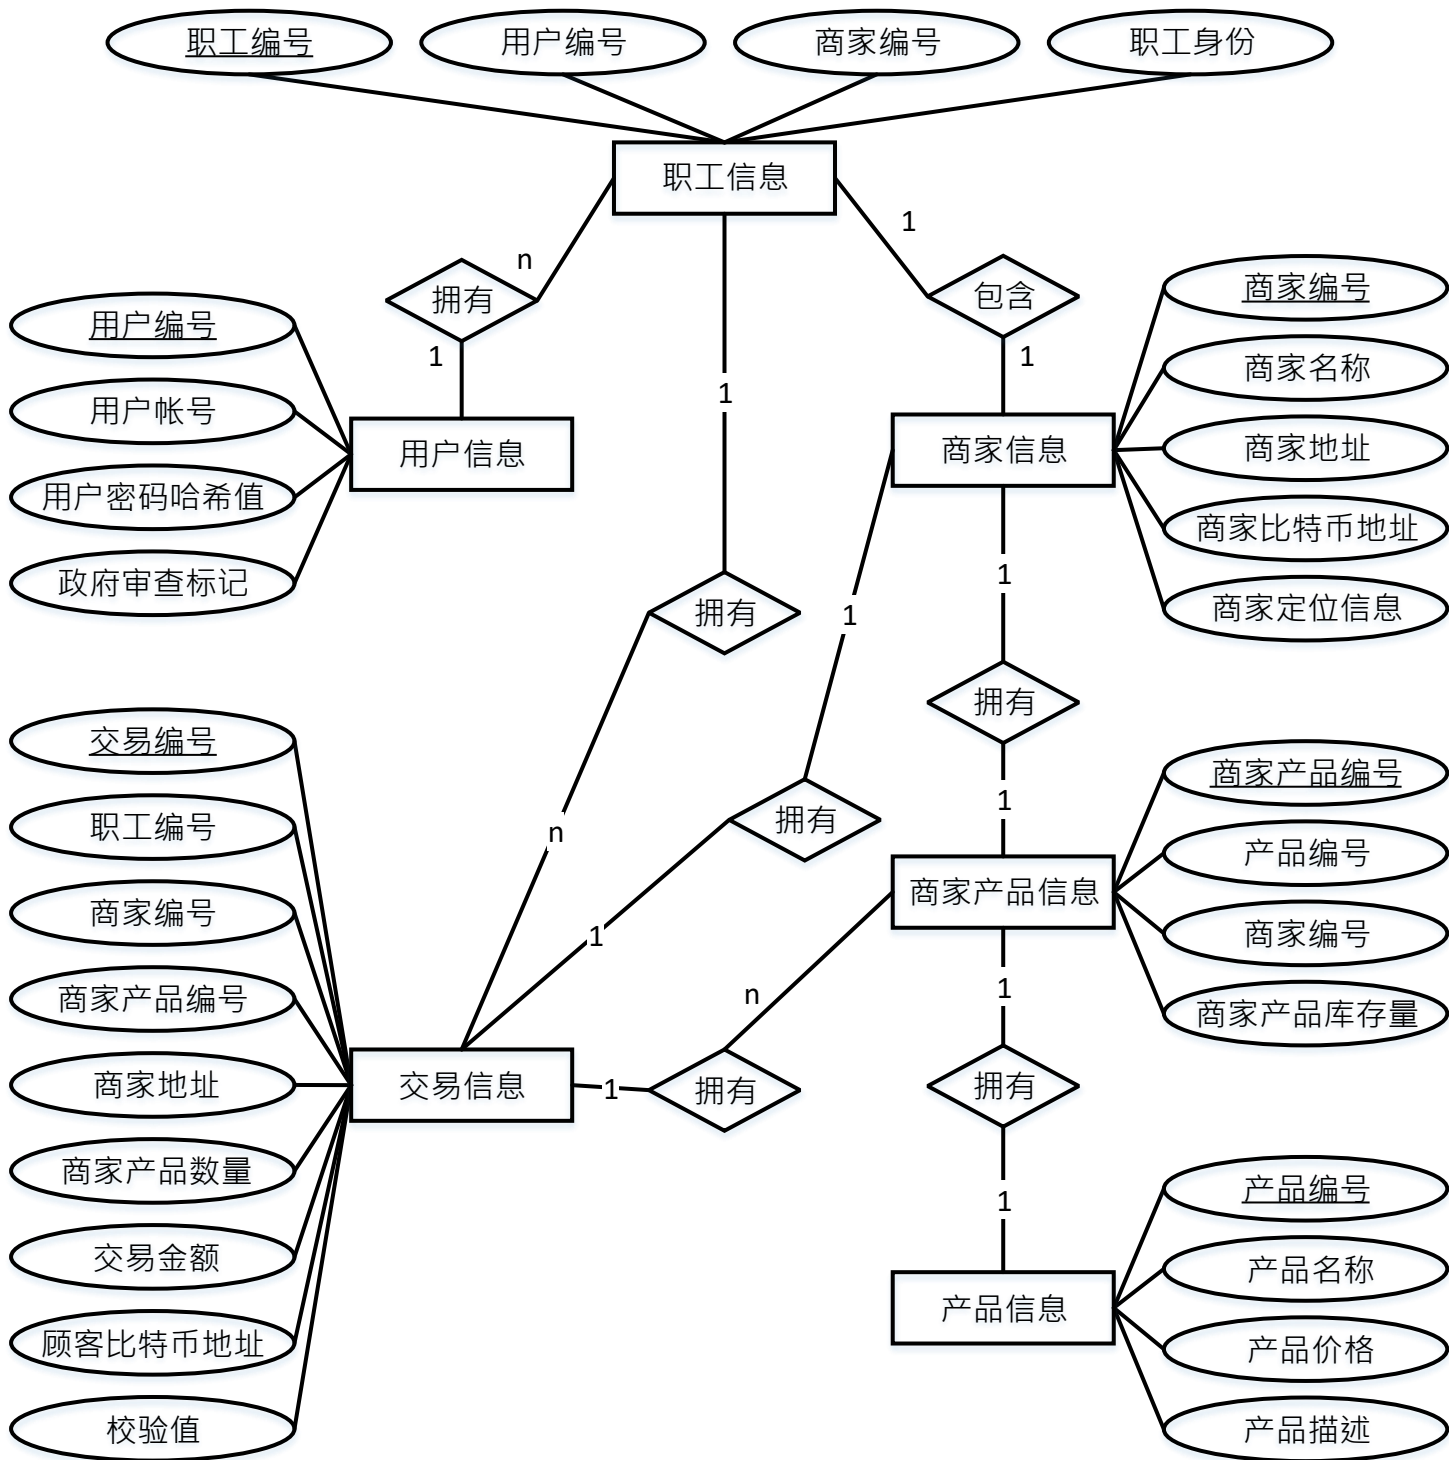 职工编号
用户编号
商家编号
职工身份
职工信息
n
拥有
1
1
包含
1
1
用户编号
用户帐号
用户密码哈希值
政府审查标记
用户信息
商家信息
商家编号
商家名称
商家地址
商家比特币地址
商家定位信息
拥有
n
1
拥有
1
1
拥有
1
交易编号
职工编号
商家编号
商家产品编号
商家地址
商家产品数量
交易金额
顾客比特币地址
校验值
交易信息
1
拥有
n
商家产品信息
商家产品编号
产品编号
商家编号
商家产品库存量
1
拥有
1
产品信息
产品编号
产品名称
产品价格
产品描述